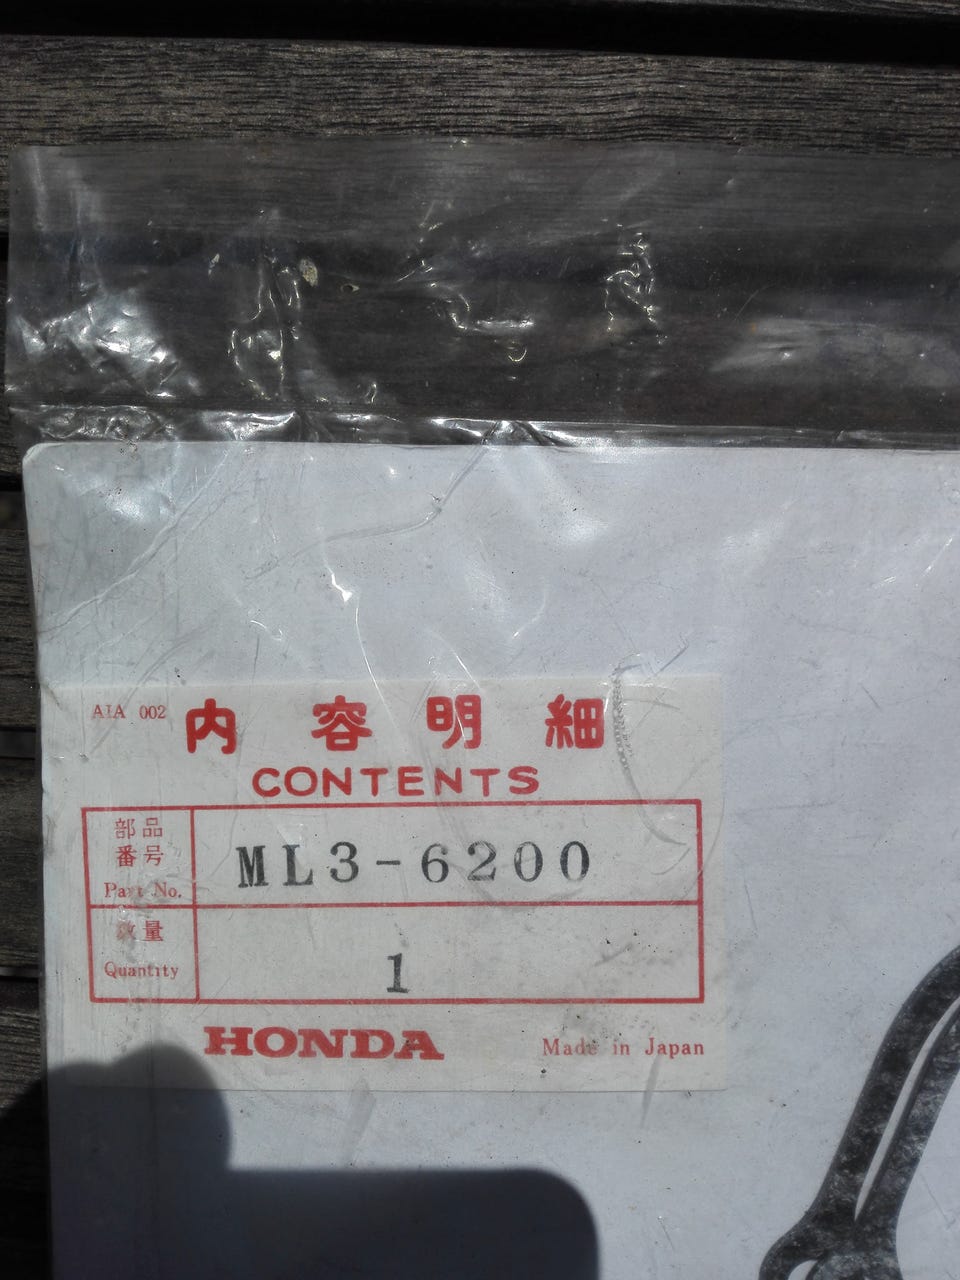 AIA 002
内容明細
CONTENTS
部品
番号
Part No.
ML3-6200
数量
Quantity
1
HONDA
Made in Japan